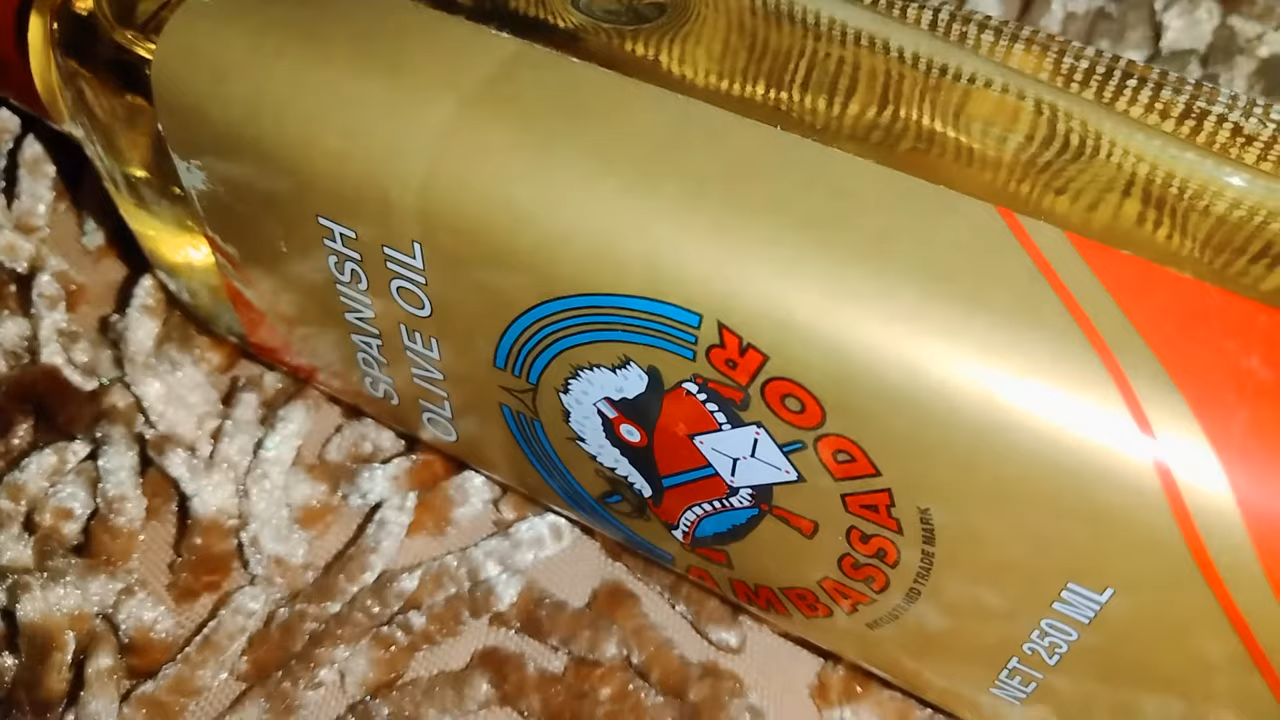 SPANISH
OLIVE OIL
AMBASSADOR
REGISTERED TRADE MARK
NET 250 ML